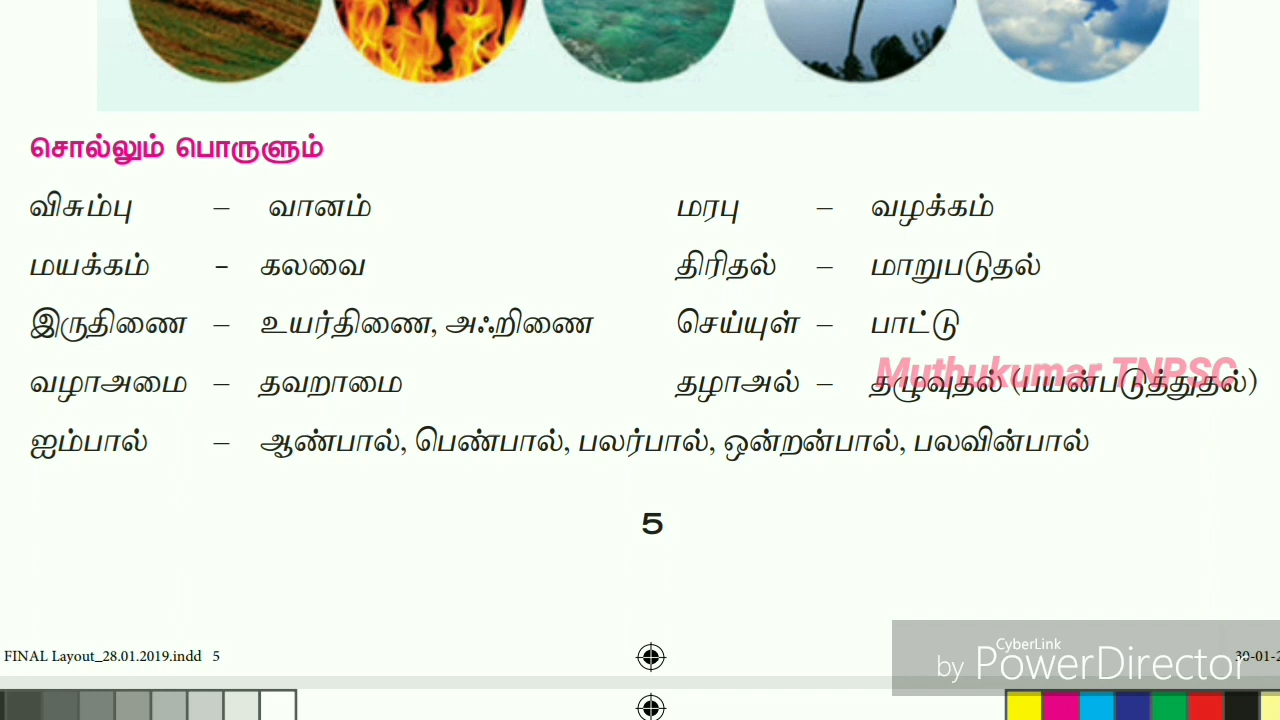 சொல்லும் பொருளும்
விசும்பு – வானம் மரபு – வழக்கம்
மயக்கம் - கலவை திரிதல் – மாறுபடுதல்
இருதிணை – உயர்திணை, அஃறிணை செய்யுள் – பாட்டு
Muthukumar TNPSC
வழாஅமை – தவறாமை தழாஅல் – தழுவுதல் (பயன்படுத்துதல்)
ஐம்பால் – ஆண்பால், பெண்பால், பலர்பால், ஒன்றன்பால், பலவின்பால்
5
FINAL Layout_28.01.2019.indd 5
CyberLink
by PowerDirector